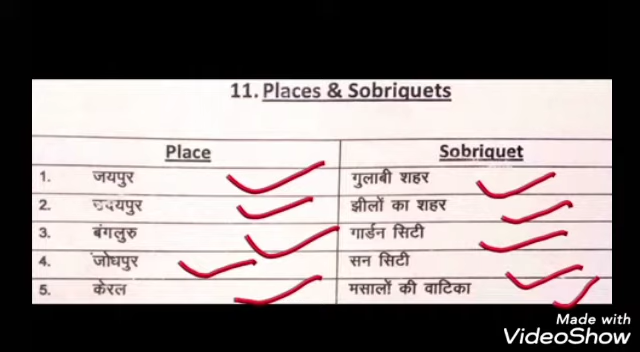 11. Places & Sobriquets
Place Sobriquet
1. जयपुर गुलाबी शहर
2. उदयपुर झीलों का शहर
3. बंगलुरु गार्डन सिटी
4. जोधपुर सन सिटी
5. केरल मसालों की वाटिका
Made with
VideoShow